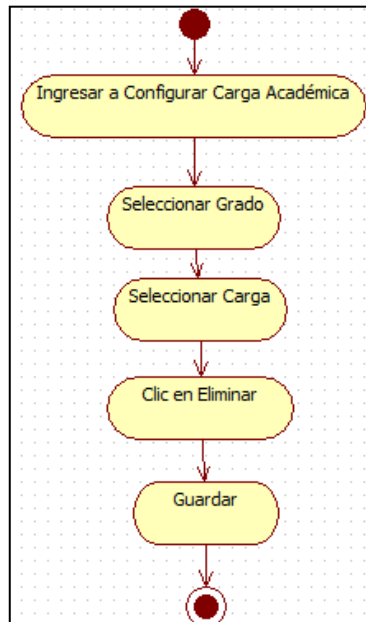 Ingresar a Configurar Carga Académica
Seleccionar Grado
Seleccionar Carga
Clic en Eliminar
Guardar